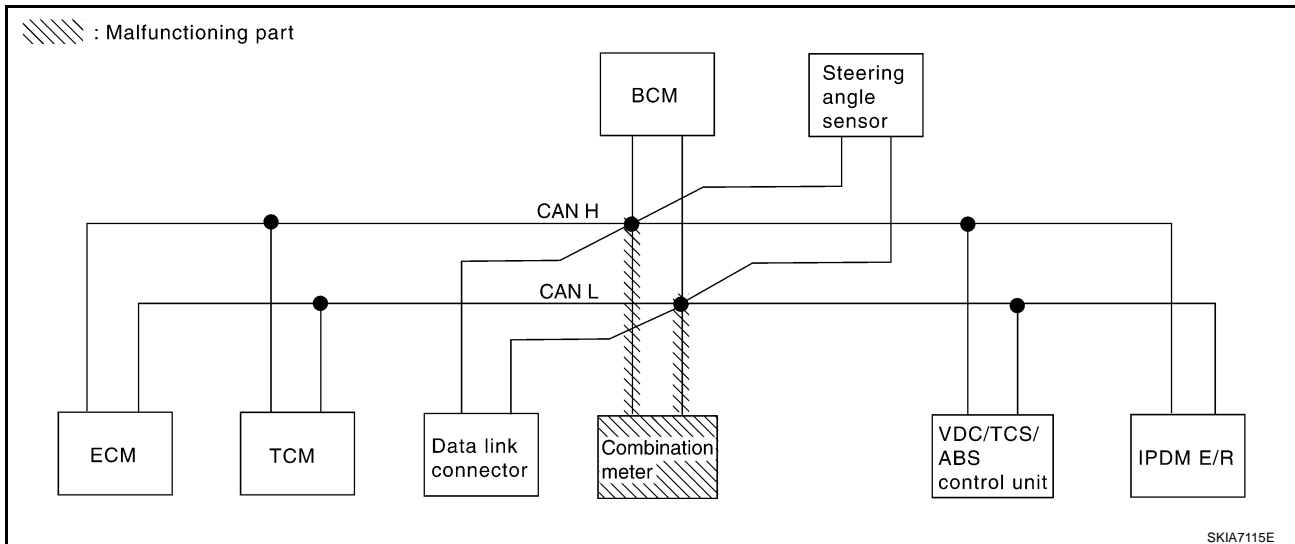 : Malfunctioning part
BCM
Steering
angle
sensor
CAN H
CAN L
ECM
TCM
Data link
connector
Combination
meter
VDC/TCS/
ABS
control unit
IPDM E/R
SKIA7115E